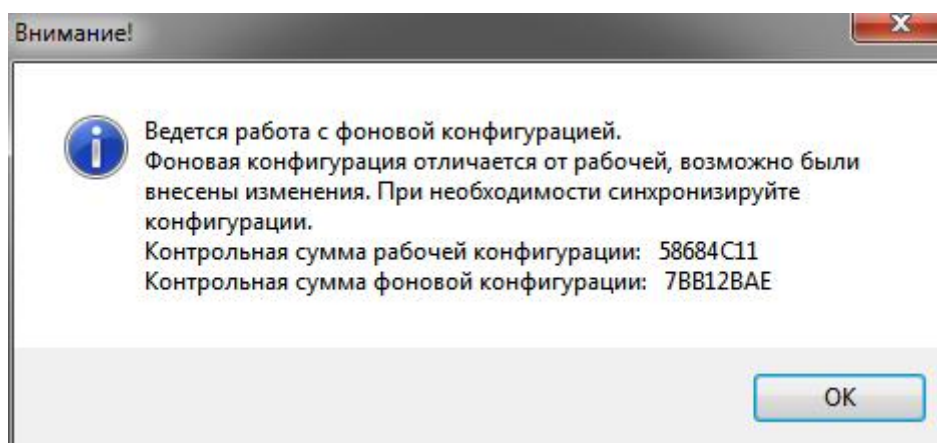 Внимание!
Ведется работа с фоновой конфигурацией.
Фоновая конфигурация отличается от рабочей, возможно были
внесены изменения. При необходимости синхронизируйте
конфигурации.
Контрольная сумма рабочей конфигурации: 58684C11
Контрольная сумма фоновой конфигурации: 7BB12BAE
OK